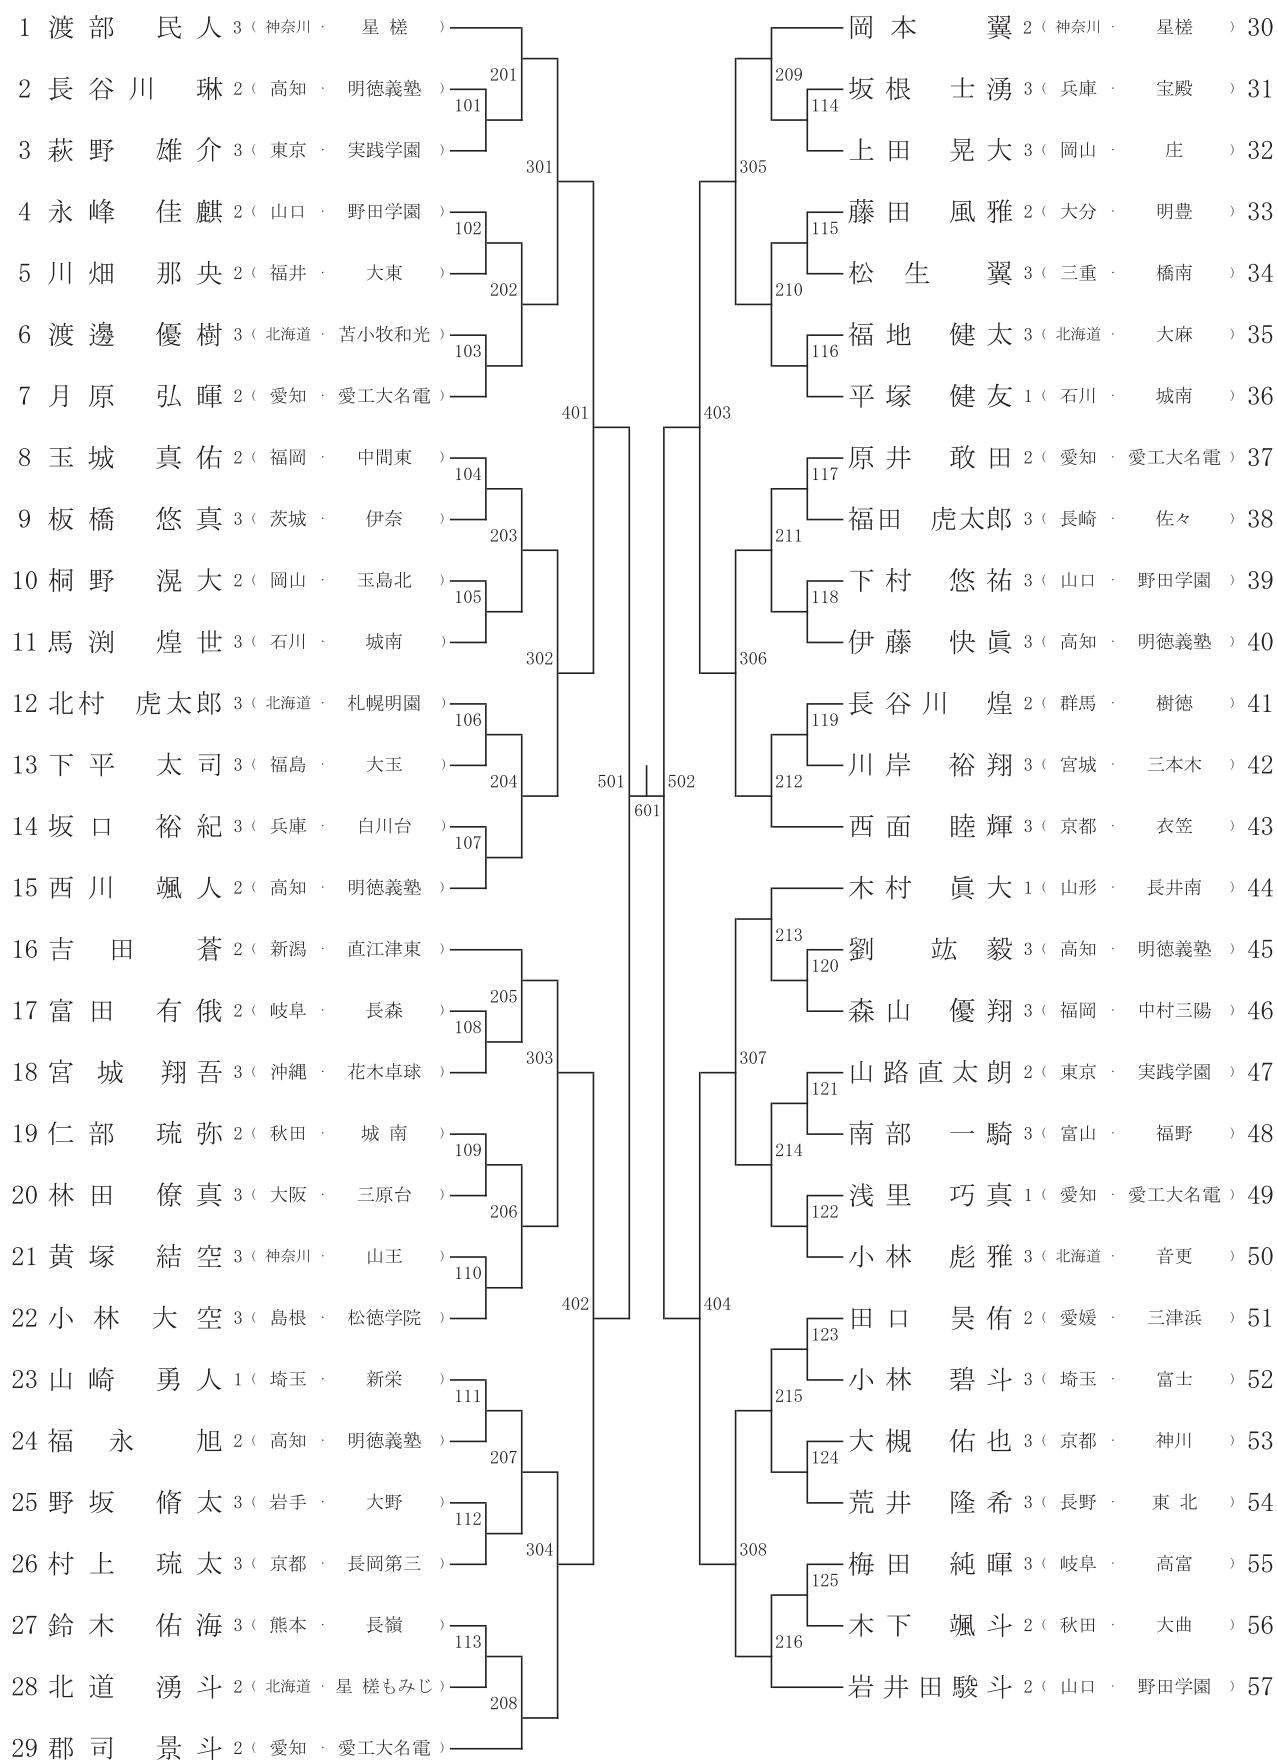 1 渡部 民人 3（神奈川・星槎）
201
2 長谷川 琳 2（高知・明徳義塾）
101
3 萩野 雄介 3（東京・実践学園）
301
4 永峰 佳麒 2（山口・野田学園）
102
5 川畑 那央 2（福井・大東）
202
6 渡邊 優樹 3（北海道・苫小牧和光）
103
7 月原 弘暉 2（愛知・愛工大名電）
401
8 玉城 真佑 2（福岡・中間東）
104
9 板橋 悠真 3（茨城・伊奈）
203
10 桐野 滉大 2（岡山・玉島北）
105
11 馬渕 煌世 3（石川・城南）
302
12 北村 虎太郎 3（北海道・札幌明園）
106
13 下平 太司 3（福島・大玉）
204
14 坂口 裕紀 3（兵庫・白川台）
107
15 西川 颯人 2（高知・明徳義塾）
501
16 吉田 蒼 2（新潟・直江津東）
205
17 富田 有俄 2（岐阜・長森）
108
18 宮城 翔吾 3（沖縄・花木卓球）
303
19 仁部 琉弥 2（秋田・城南）
109
20 林田 僚真 3（大阪・三原台）
206
21 黄塚 結空 3（神奈川・山王）
110
22 小林 大空 3（島根・松徳学院）
402
23 山崎 勇人 1（埼玉・新栄）
111
24 福永 旭 2（高知・明徳義塾）
207
25 野坂 脩太 3（岩手・大野）
112
26 村上 琉太 3（京都・長岡第三）
304
27 鈴木 佑海 3（熊本・長嶺）
113
28 北道 湧斗 2（北海道・星槎もみじ）
208
29 郡司 景斗 2（愛知・愛工大名電）
601
岡本 翼 2（神奈川・星槎）30
209
坂根 士湧 3（兵庫・宝殿）31
114
上田 晃大 3（岡山・庄）32
305
藤田 風雅 2（大分・明豊）33
115
松生 翼 3（三重・橋南）34
210
福地 健太 3（北海道・大麻）35
116
平塚 健友 1（石川・城南）36
403
原井 敢田 2（愛知・愛工大名電）37
117
福田 虎太郎 3（長崎・佐々）38
211
下村 悠祐 3（山口・野田学園）39
118
伊藤 快眞 3（高知・明徳義塾）40
306
長谷川 煌 2（群馬・樹徳）41
119
川岸 裕翔 3（宮城・三本木）42
212
西面 睦輝 3（京都・衣笠）43
502
木村 眞大 1（山形・長井南）44
213
劉 竑毅 3（高知・明徳義塾）45
120
森山 優翔 3（福岡・中村三陽）46
307
山路直太朗 2（東京・実践学園）47
121
南部 一騎 3（富山・福野）48
214
浅里 巧真 1（愛知・愛工大名電）49
122
小林 彪雅 3（北海道・音更）50
404
田口 昊侑 2（愛媛・三津浜）51
123
小林 碧斗 3（埼玉・富士）52
215
大槻 佑也 3（京都・神川）53
124
荒井 隆希 3（長野・東北）54
308
梅田 純暉 3（岐阜・高富）55
125
木下 颯斗 2（秋田・大曲）56
216
岩井田駿斗 2（山口・野田学園）57